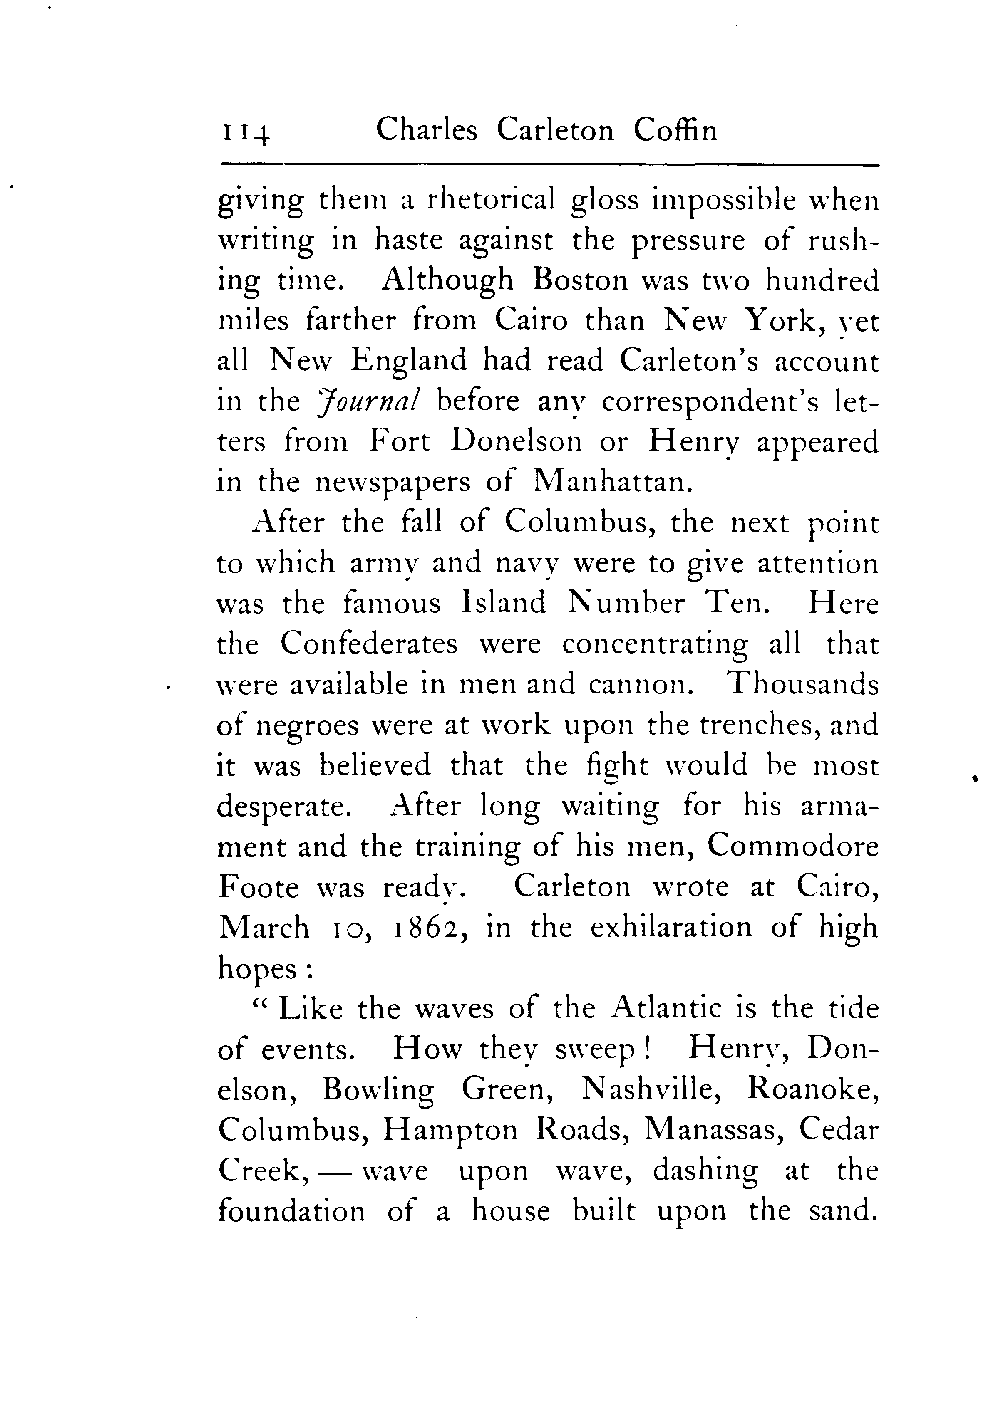 114 Charles Carleton Coffin
giving them a rhetorical gloss impossible when
writing in haste against the pressure of rush-
ing time. Although Boston was two hundred
miles farther from Cairo than New York, yet
all New England had read Carleton's account
in the Journal before any correspondent's let-
ters from Fort Donelson or Henry appeared
in the newspapers of Manhattan.
After the fall of Columbus, the next point
to which army and navy were to give attention
was the famous Island Number Ten. Here
the Confederates were concentrating all that
were available in men and cannon. Thousands
of negroes were at work upon the trenches, and
it was believed that the fight would be most
desperate. After long waiting for his arma-
ment and the training of his men, Commodore
Foote was ready. Carleton wrote at Cairo,
March 10, 1862, in the exhilaration of high
hopes :
“ Like the waves of the Atlantic is the tide
of events. How they sweep ! Henry, Don-
elson, Bowling Green, Nashville, Roanoke,
Columbus, Hampton Roads, Manassas, Cedar
Creek, — wave upon wave, dashing at the
foundation of a house built upon the sand.